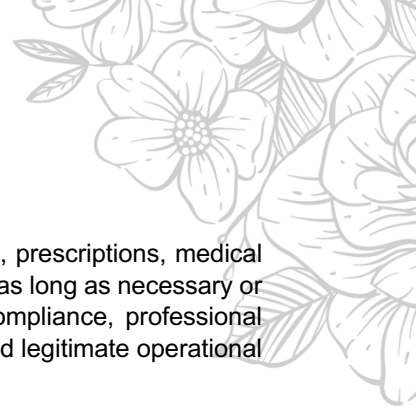 , prescriptions, medical
as long as necessary or
ompliance, professional
d legitimate operational